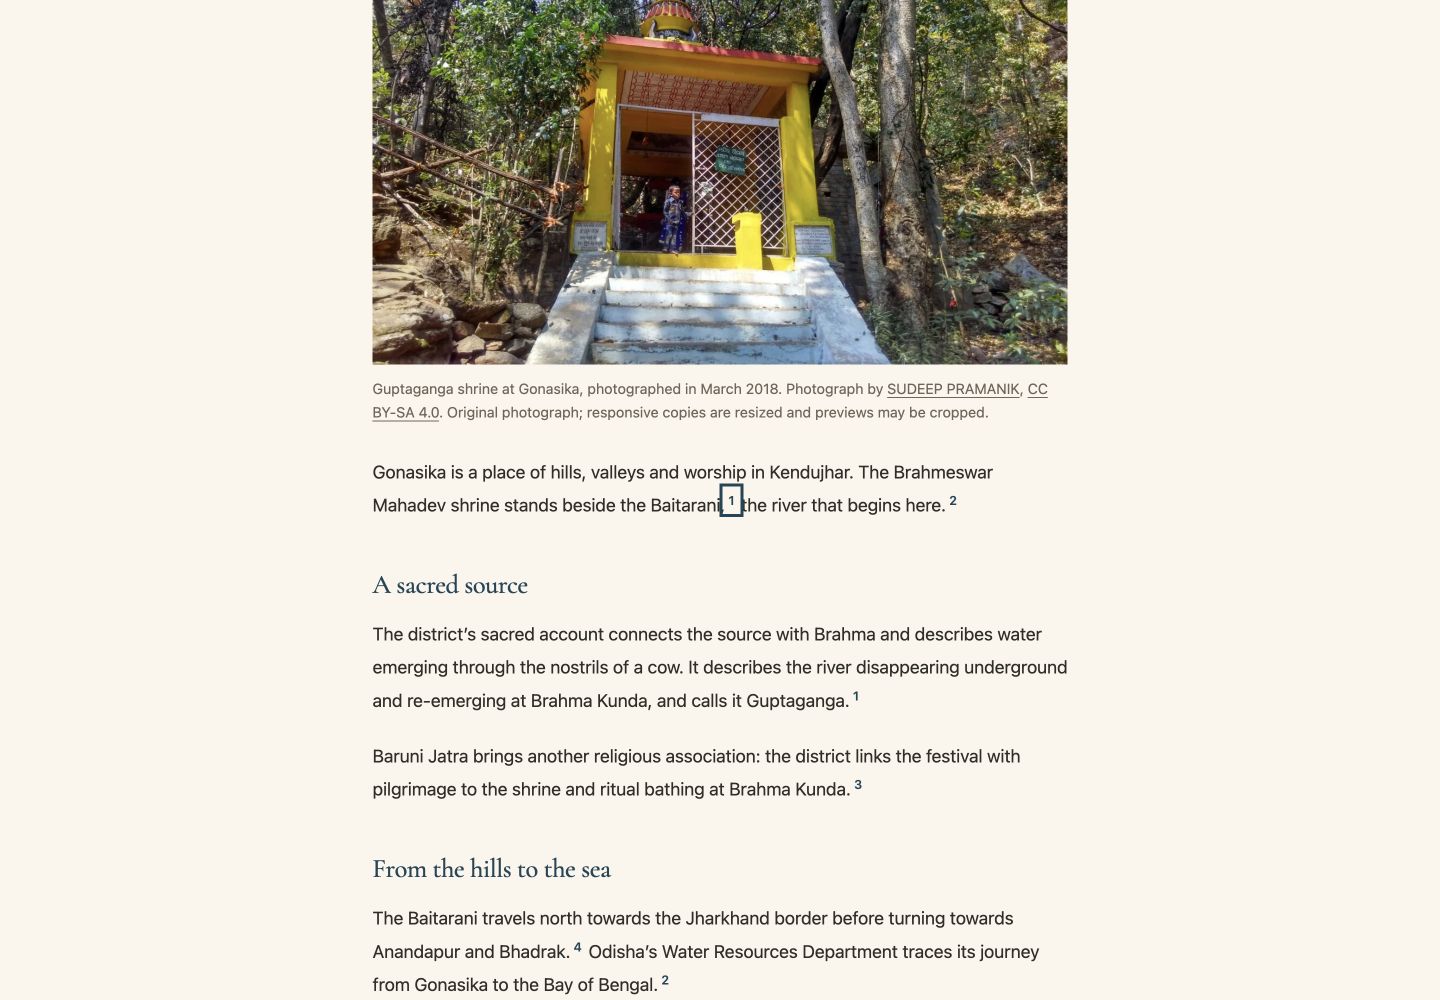 Guptaganga shrine at Gonasika, photographed in March 2018. Photograph by SUDEEP PRAMANIK, CC
BY-SA 4.0. Original photograph; responsive copies are resized and previews may be cropped.
Gonasika is a place of hills, valleys and worship in Kendujhar. The Brahmeswar
Mahadev shrine stands beside the Baitarani, 1 the river that begins here. 2
A sacred source
The district’s sacred account connects the source with Brahma and describes water
emerging through the nostrils of a cow. It describes the river disappearing underground
and re-emerging at Brahma Kunda, and calls it Guptaganga. 1
Baruni Jatra brings another religious association: the district links the festival with
pilgrimage to the shrine and ritual bathing at Brahma Kunda. 3
From the hills to the sea
The Baitarani travels north towards the Jharkhand border before turning towards
Anandapur and Bhadrak. 4 Odisha’s Water Resources Department traces its journey
from Gonasika to the Bay of Bengal. 2